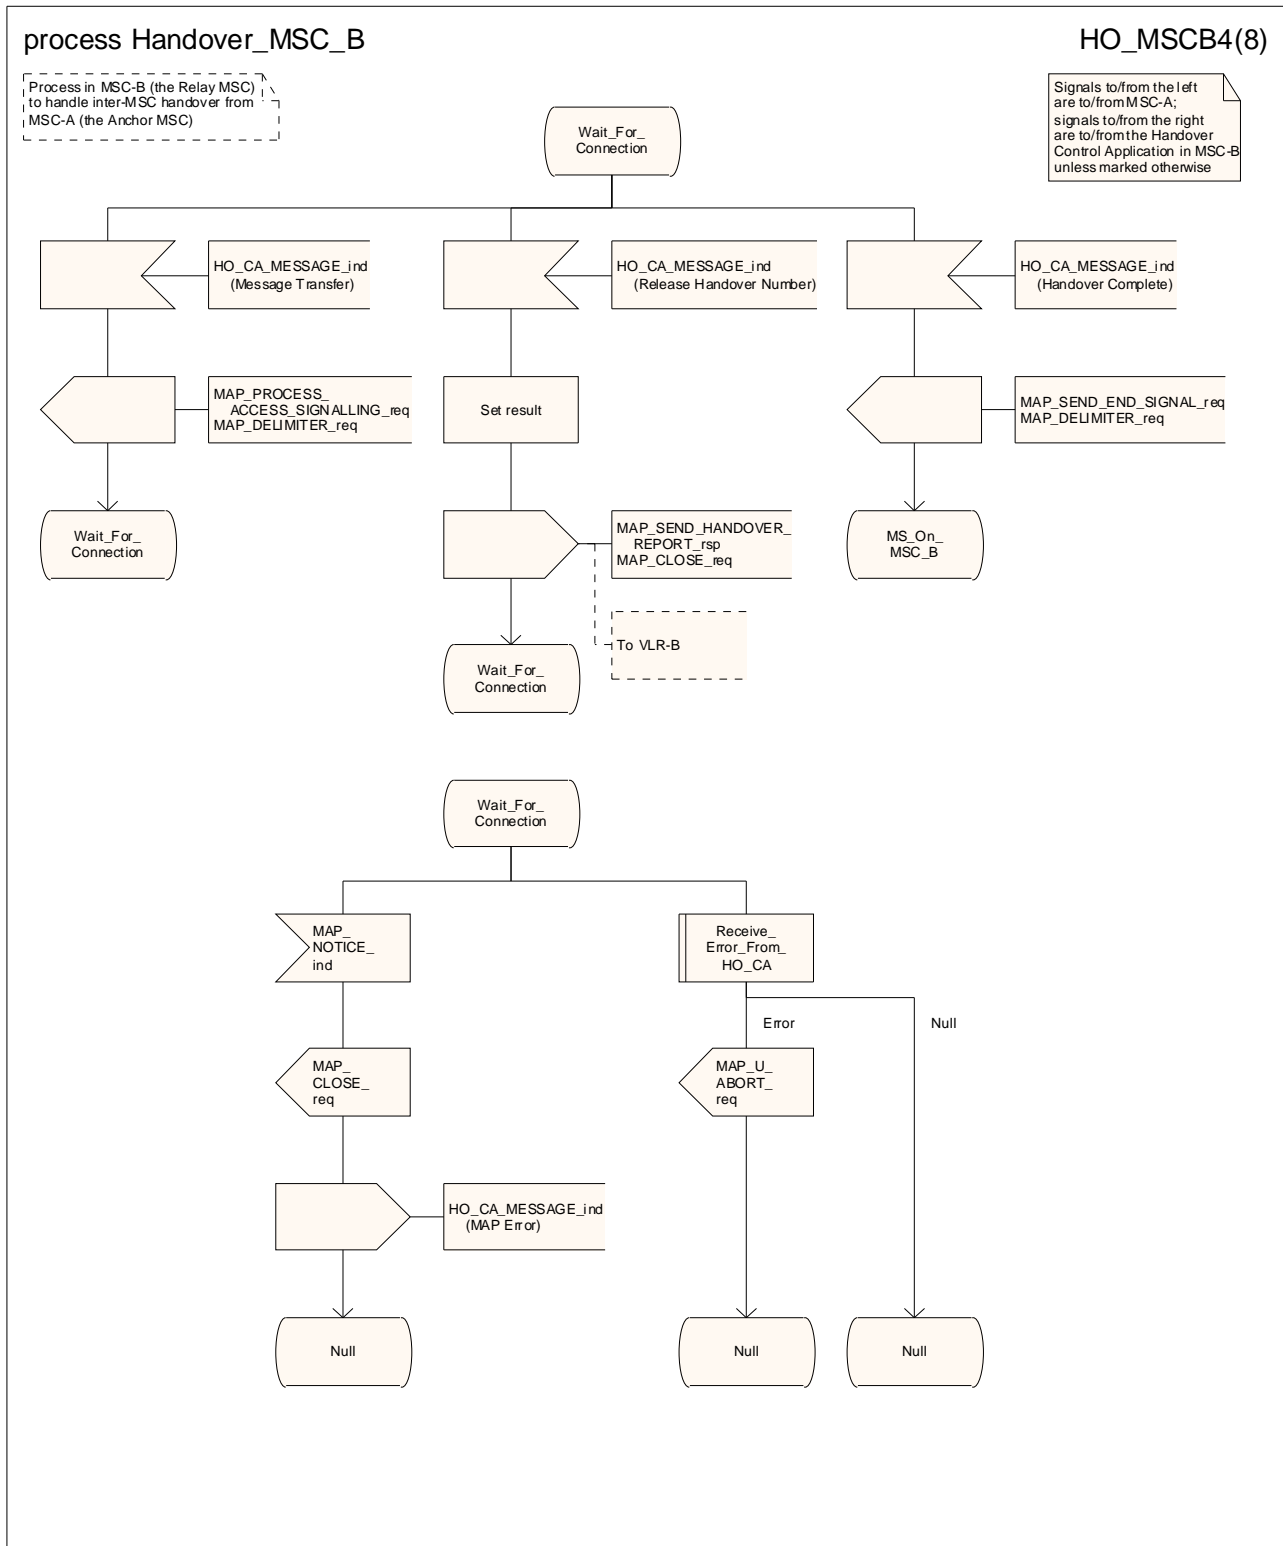 process Handover_MSC_B
HO_MSCB4(8)
Process in MSC-B (the Relay MSC)
to handle inter-MSC handover from
MSC-A (the Anchor MSC)
Signals to/from the left
are to/from MSC-A;
signals to/from the right
are to/from the Handover
Control Application in MSC-B
unless marked otherwise
Wait_For_
Connection
HO_CA_MESSAGE_ind
(Message Transfer)
HO_CA_MESSAGE_ind
(Release Handover Number)
HO_CA_MESSAGE_ind
(Handover Complete)
MAP_PROCESS_
ACCESS_SIGNALLING_req
MAP_DELIMITER_req
Set result
MAP_SEND_END_SIGNAL_req
MAP_DELIMITER_req
Wait_For_
Connection
MAP_SEND_HANDOVER_
REPORT_rsp
MAP_CLOSE_req
MS_On_
MSC_B
To VLR-B
Wait_For_
Connection
Wait_For_
Connection
MAP_
NOTICE_
ind
Receive_
Error_From_
HO_CA
Error
Null
MAP_
CLOSE_
req
MAP_U_
ABORT_
req
HO_CA_MESSAGE_ind
(MAP Error)
Null
Null
Null